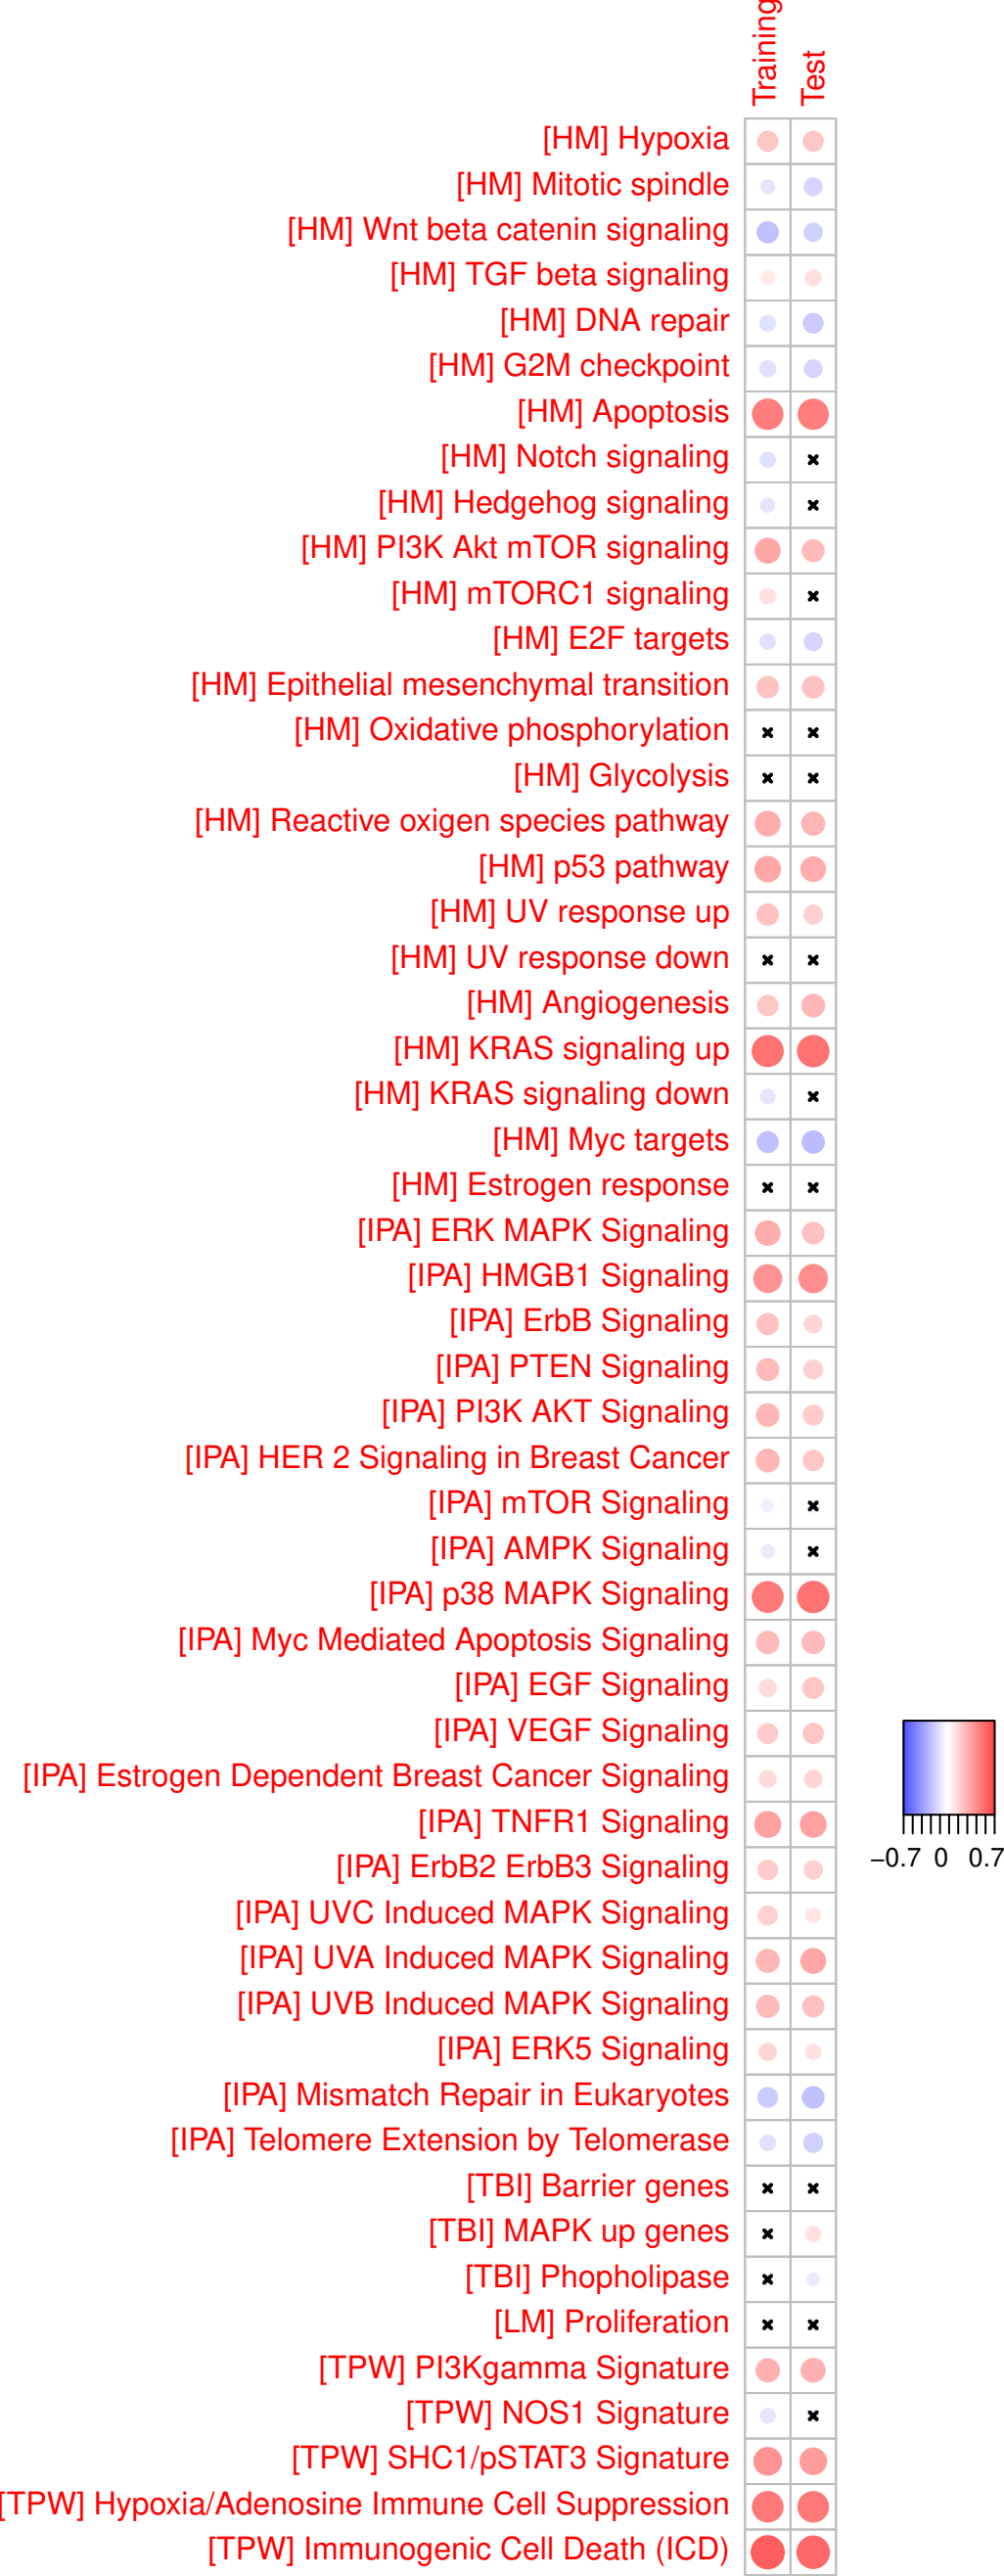 Training
Test
[HM] Hypoxia
[HM] Mitotic spindle
[HM] Wnt beta catenin signaling
[HM] TGF beta signaling
[HM] DNA repair
[HM] G2M checkpoint
[HM] Apoptosis
[HM] Notch signaling
[HM] Hedgehog signaling
[HM] PI3K Akt mTOR signaling
[HM] mTORC1 signaling
[HM] E2F targets
[HM] Epithelial mesenchymal transition
[HM] Oxidative phosphorylation
[HM] Glycolysis
[HM] Reactive oxigen species pathway
[HM] p53 pathway
[HM] UV response up
[HM] UV response down
[HM] Angiogenesis
[HM] KRAS signaling up
[HM] KRAS signaling down
[HM] Myc targets
[HM] Estrogen response
[IPA] ERK MAPK Signaling
[IPA] HMGB1 Signaling
[IPA] ErbB Signaling
[IPA] PTEN Signaling
[IPA] PI3K AKT Signaling
[IPA] HER 2 Signaling in Breast Cancer
[IPA] mTOR Signaling
[IPA] AMPK Signaling
[IPA] p38 MAPK Signaling
[IPA] Myc Mediated Apoptosis Signaling
[IPA] EGF Signaling
[IPA] VEGF Signaling
[IPA] Estrogen Dependent Breast Cancer Signaling
[IPA] TNFR1 Signaling
[IPA] ErbB2 ErbB3 Signaling
[IPA] UVC Induced MAPK Signaling
[IPA] UVA Induced MAPK Signaling
[IPA] UVB Induced MAPK Signaling
[IPA] ERK5 Signaling
[IPA] Mismatch Repair in Eukaryotes
[IPA] Telomere Extension by Telomerase
[TBI] Barrier genes
[TBI] MAPK up genes
[TBI] Phopholipase
[LM] Proliferation
[TPW] PI3Kgamma Signature
[TPW] NOS1 Signature
[TPW] SHC1/pSTAT3 Signature
[TPW] Hypoxia/Adenosine Immune Cell Suppression
[TPW] Immunogenic Cell Death (ICD)
−0.7 0 0.7